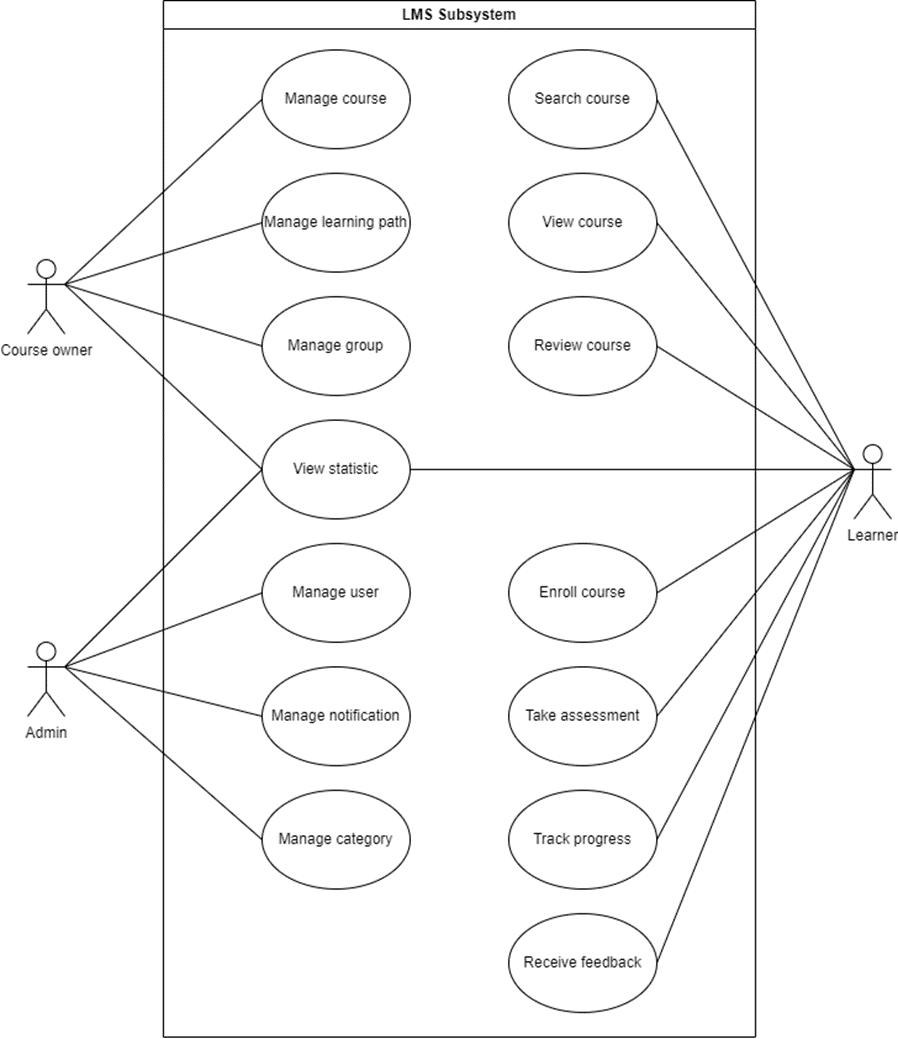 LMS Subsystem
Manage course
Search course
Manage learning path
View course
Course owner
Manage group
Review course
View statistic
Learner
Manage user
Enroll course
Admin
Manage notification
Take assessment
Manage category
Track progress
Receive feedback